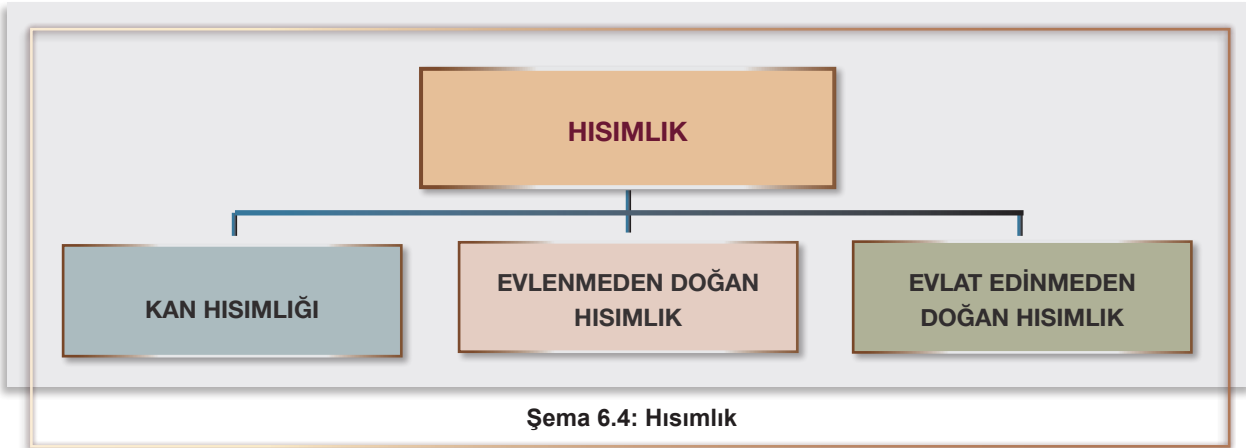 HISIMLIK
KAN HISIMLIĞI
EVLENMEDEN DOĞAN
HISIMLIK
EVLAT EDİNMEDEN
DOĞAN HISIMLIK
Şema 6.4: Hısımlık